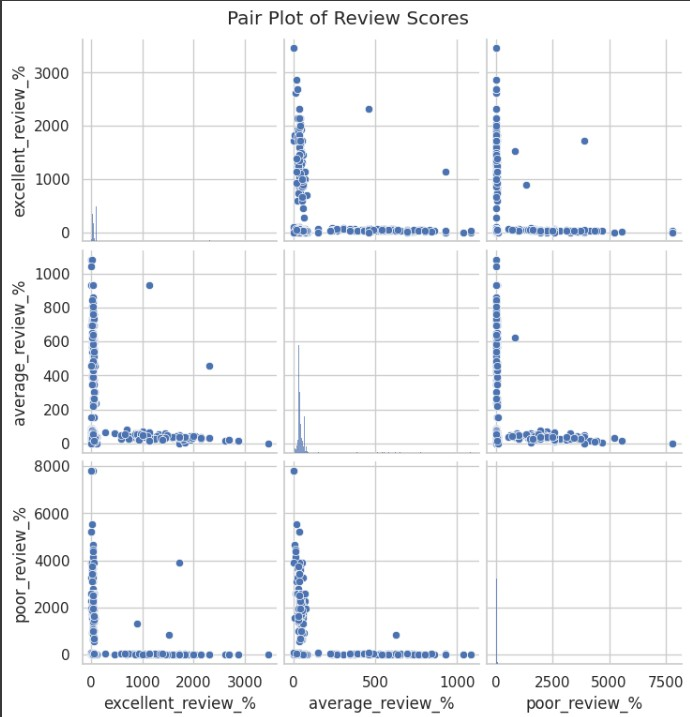 Pair Plot of Review Scores
excellent_review_%
3000
2000
1000
0
average_review_%
1000
800
600
400
200
0
poor_review_%
8000
6000
4000
2000
0
0 1000 2000 3000
0 500 1000
0 2500 5000 7500
excellent_review_%
average_review_%
poor_review_%